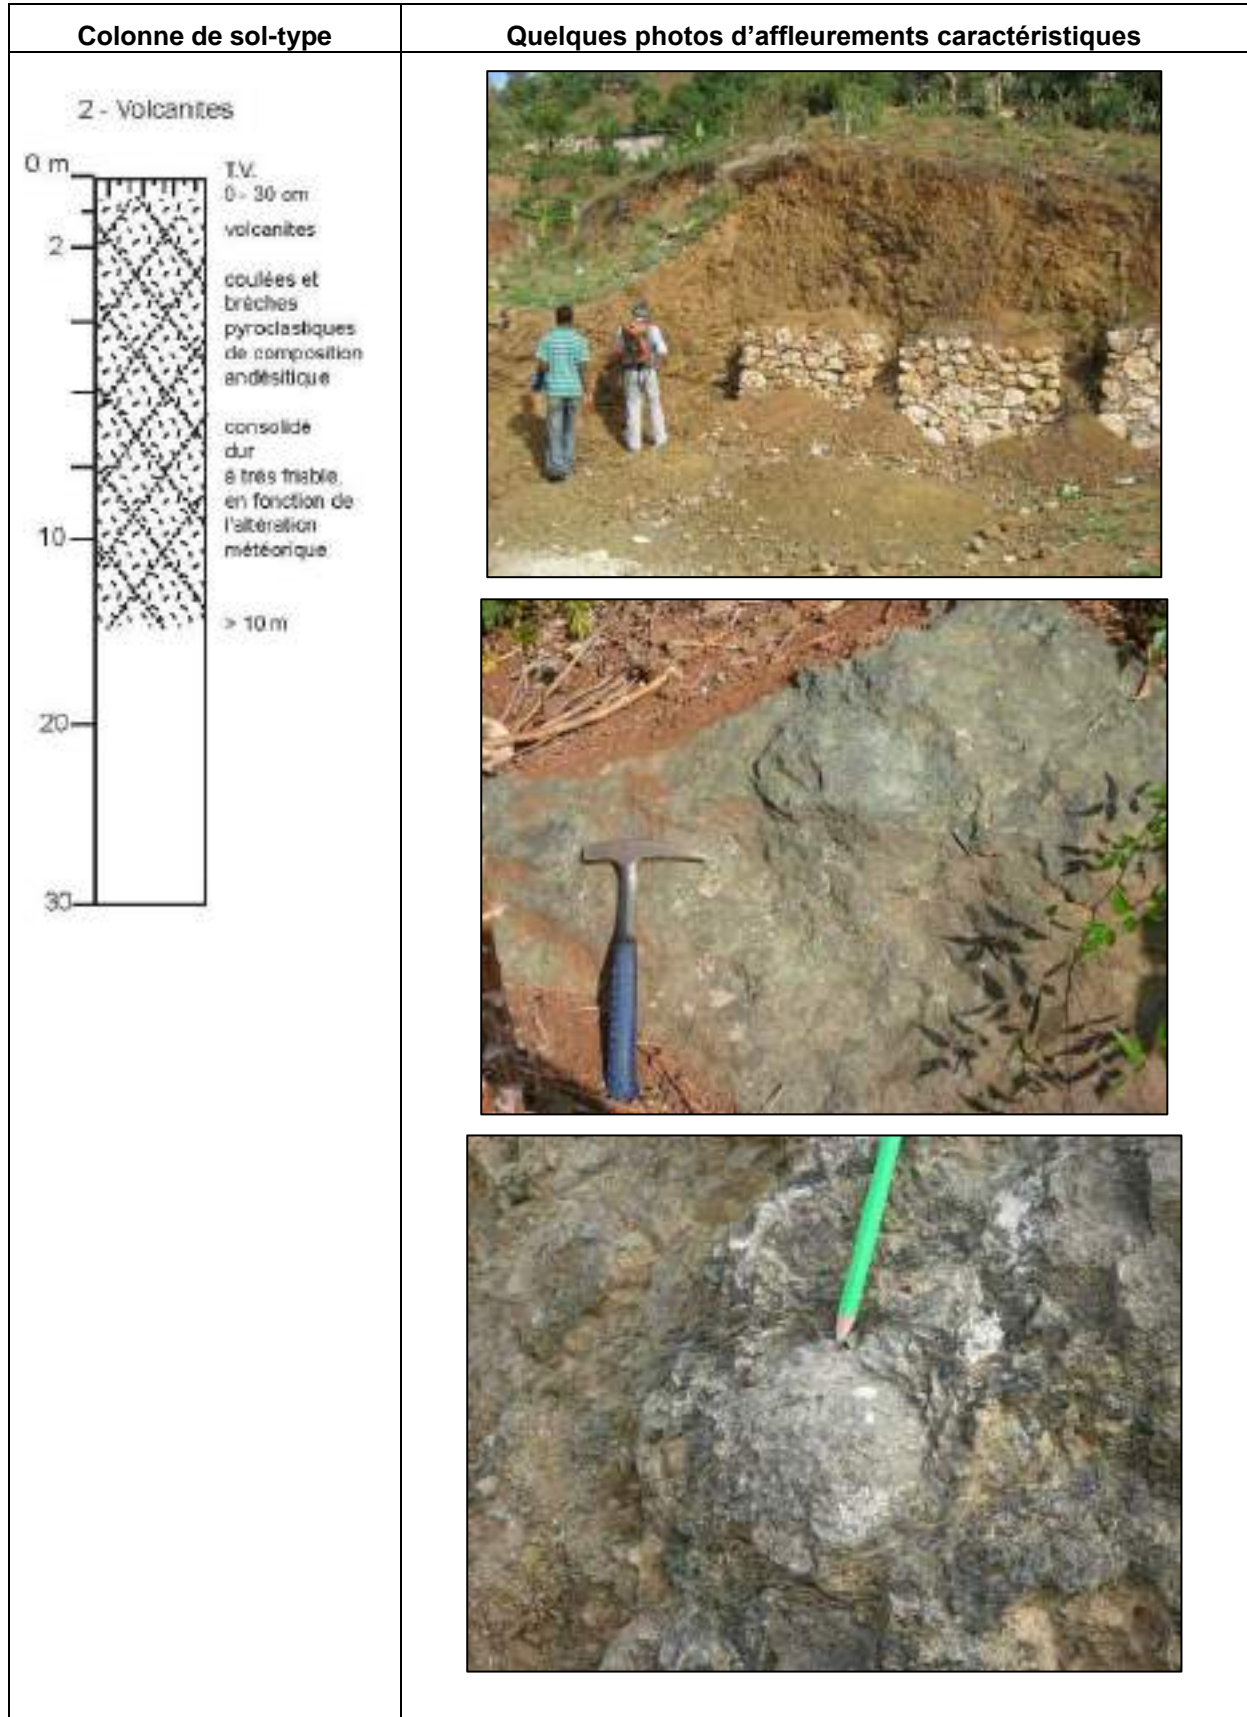 Colonne de sol-type
Quelques photos d'affleurements caractéristiques
2 - Volcanites
0 m
T.V.
0 - 30 cm
volcanites
2
coulées et
brèches
pyroclastiques
de composition
andésitique
consolidé
dur
à très friable,
en fonction de
l'altération
météorique
10
> 10 m
20
30